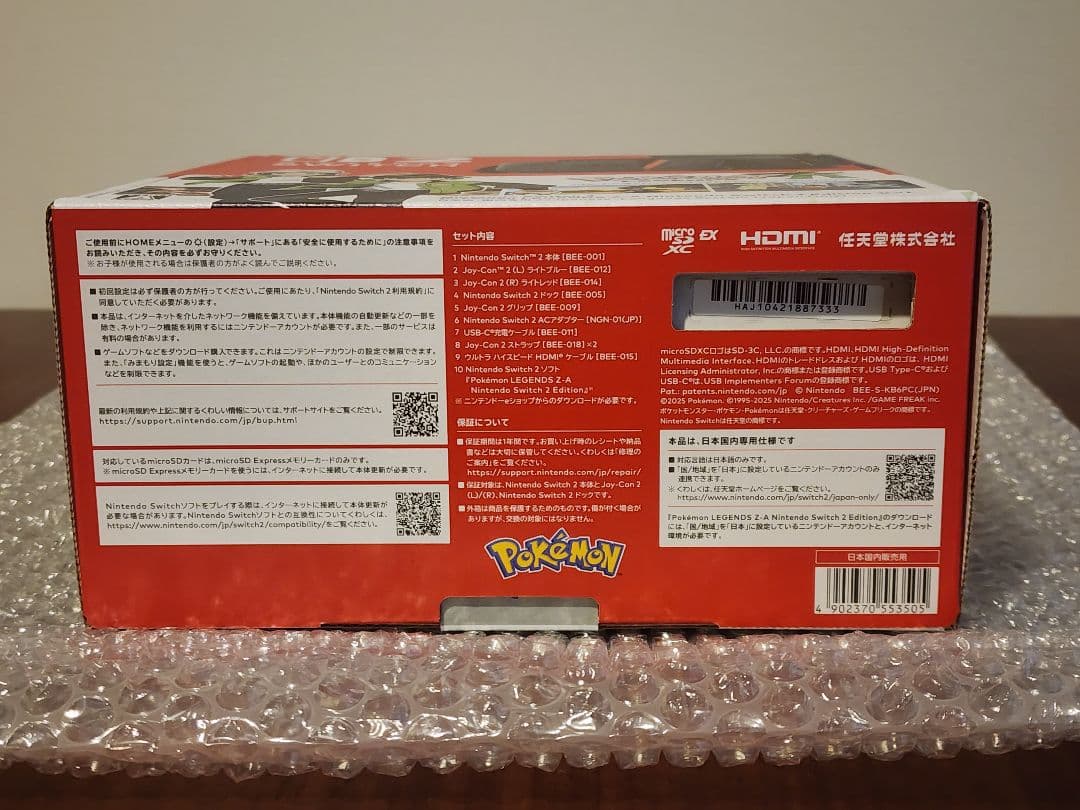 ご使用前にHOMEメニューの(設定)→「サポート」にある「安全に使用するために」の注意事項を
お読みいただき、その内容を必ずお守りください。
※お子様が使用される場合は保護者の方がよく読んでご説明ください。
■初回設定は必ず保護者の方が行ってください。ご使用にあたり、「Nintendo Switch 2利用規約」に
同意していただく必要があります。
■本体は、インターネットを介したネットワーク機能を備えています。本体機能の自動更新などの一部を
除き、ネットワーク機能を利用するにはニンテンドーアカウントが必要です。また、一部のサービスは
有料の場合があります。
■ゲームソフトなどをダウンロード購入できます。これはニンテンドーアカウントの設定で制限できます。
また、「みまもり設定」機能を使うと、ゲームソフトの起動や、ほかのユーザーとのコミュニケーション
などを制限できます。
最新の利用規約や上記に関するくわしい情報については、サポートサイトをご覧ください。
https://support.nintendo.com/jp/bup.html
対応しているmicroSDカードは、microSD Expressメモリーカードのみです。
※microSD Expressメモリーカードを使うには、インターネットに接続して本体更新が必要です。
Nintendo Switchソフトをプレイする際は、インターネットに接続して本体更新が
必要な場合があります。Nintendo Switchソフトとの互換性についてくわしくは、
https://www.nintendo.com/jp/switch2/compatibility/をご覧ください。
セット内容
1 Nintendo Switch™ 2 本体 [BEE-001]
2 Joy-Con™ 2 (L) ライトブルー [BEE-012]
3 Joy-Con 2 (R) ライトレッド [BEE-014]
4 Nintendo Switch 2 ドック [BEE-005]
5 Joy-Con 2 グリップ [BEE-009]
6 Nintendo Switch 2 ACアダプター [NGN-01(JP)]
7 USB-C®充電ケーブル [BEE-011]
8 Joy-Con 2 ストラップ [BEE-018] ×2
9 ウルトラ ハイスピード HDMI® ケーブル [BEE-015]
10 Nintendo Switch 2 ソフト
『Pokémon LEGENDS Z-A
Nintendo Switch 2 Edition』※
※ ニンテンドーeショップからのダウンロードが必要です。
保証について
■保証期間は1年間です。お買い上げ時のレシートや納品
書などは大切に保管してください。くわしくは「修理の
ご案内」をご覧ください。
https://support.nintendo.com/jp/repair/
■保証対象は、Nintendo Switch 2 本体とJoy-Con 2
(L)/(R)、Nintendo Switch 2 ドックです。
■外箱は商品を保護するためのものです。傷が付く場合が
ありますが、交換の対象にはなりません。
POKéMON
micro SD XC EX
HDMI
HIGH-DEFINITION MULTIMEDIA INTERFACE
任天堂株式会社
HAJ10421887333
microSDXCロゴはSD-3C, LLC.の商標です。HDMI、HDMI High-Definition
Multimedia Interface、HDMIのトレードドレスおよび HDMIのロゴは、HDMI
Licensing Administrator, Inc.の商標または登録商標です。USB Type-C®および
USB-C®は、USB Implementers Forumの登録商標です。
Pat.: patents.nintendo.com/jp © Nintendo BEE-S-KB6PC(JPN)
©2025 Pokémon. ©1995-2025 Nintendo/Creatures Inc. /GAME FREAK inc.
ポケットモンスター・ポケモン・Pokémonは任天堂・クリーチャーズ・ゲームフリークの商標です。
Nintendo Switchは任天堂の商標です。
本品は、日本国内専用仕様です
■対応言語は日本語のみです。
■「国/地域」を「日本」に設定しているニンテンドーアカウントのみ
連携できます。
※くわしくは、任天堂ホームページをご覧ください。
https://www.nintendo.com/jp/switch2/japan-only/
『Pokémon LEGENDS Z-A Nintendo Switch 2 Edition』のダウンロード
には、「国/地域」を「日本」に設定しているニンテンドーアカウントと、インターネット
環境が必要です。
日本国内販売用
4 902370 553505